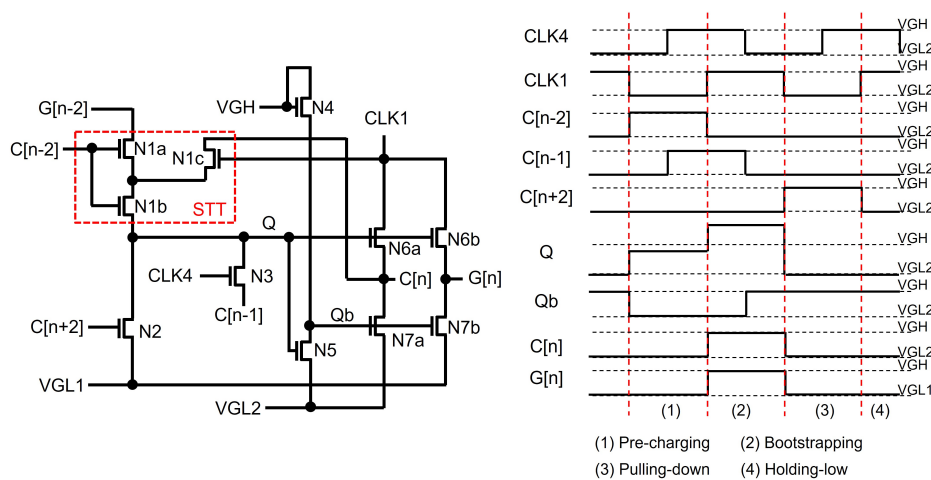 G[n-2]
C[n-2]
N1a
N1c
N1b
STT
VGH
N4
CLK1
Q
N6a
N6b
CLK4
N3
C[n-1]
C[n]
G[n]
C[n+2]
N2
Qb
N5
N7a
N7b
VGL1
VGL2
CLK4
VGH
VGL2
CLK1
VGH
VGL2
C[n-2]
VGH
VGL2
C[n-1]
VGH
VGL2
C[n+2]
VGH
VGL2
Q
VGH
VGL2
Qb
VGH
VGL2
C[n]
VGH
VGL2
G[n]
VGH
VGL1
(1)
(2)
(3)
(4)
(1) Pre-charging
(2) Bootstrapping
(3) Pulling-down
(4) Holding-low